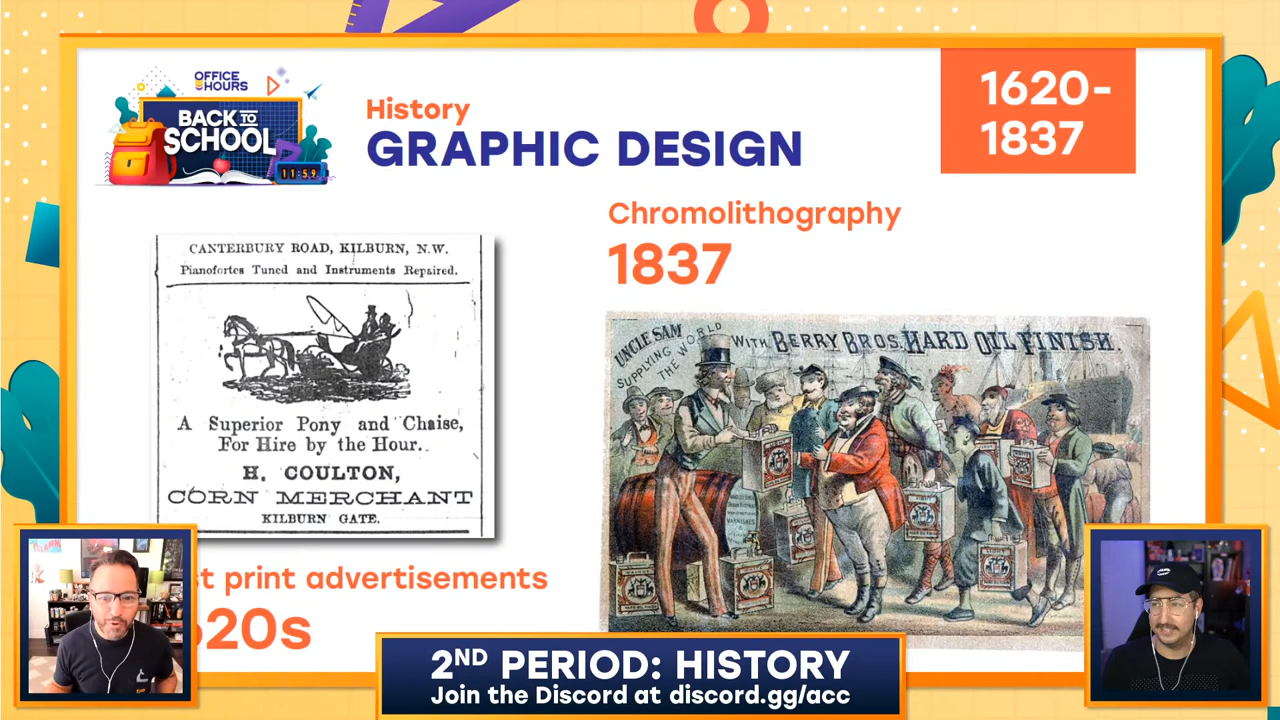 OFFICE
HOURS
BACK TO
SCHOOL
11:59
History
GRAPHIC DESIGN
1620-
1837
CANTERBURY ROAD, KILBURN, N.W.
Pianofortes Tuned and Instruments Repaired.
A Superior Pony and Chaise,
For Hire by the Hour.
H. COULTON,
CORN MERCHANT
KILBURN GATE.
st print advertisements
620s
Chromolithography
1837
UNCLE SAM
SUPPLYING THE WORLD
WITH BERRY BROS. HARD OIL FINISH.
VARNISHES
2ND PERIOD: HISTORY
Join the Discord at discord.gg/acc